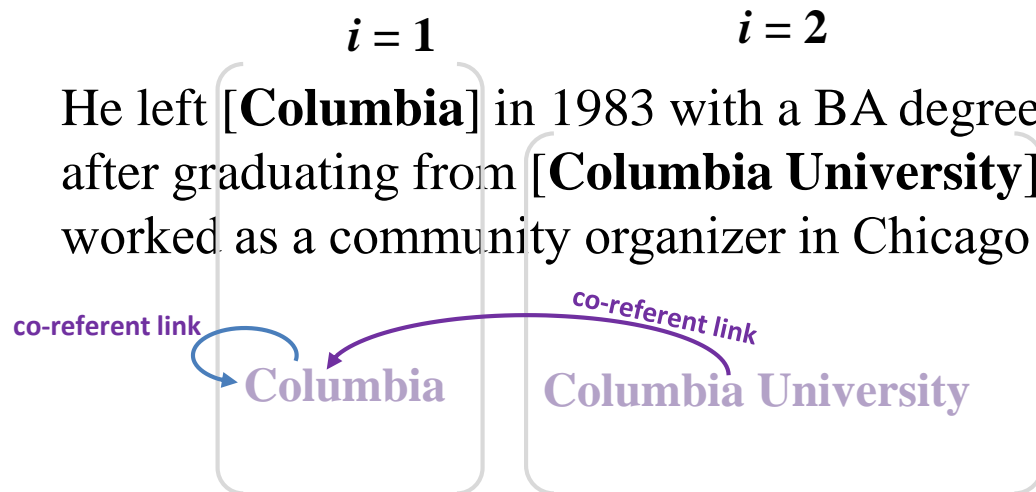 i = 1
i = 2
He left [Columbia] in 1983 with a BA degree
after graduating from [Columbia University]
worked as a community organizer in Chicago
co-referent link
co-referent link
Columbia
Columbia University